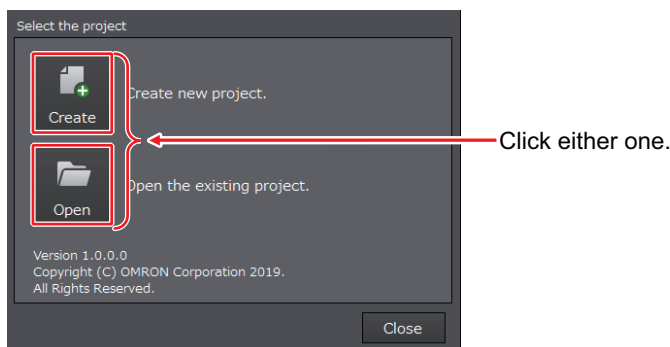 Select the project
Create
Create new project.
Click either one.
Open
Open the existing project.
Version 1.0.0.0
Copyright (C) OMRON Corporation 2019.
All Rights Reserved.
Close